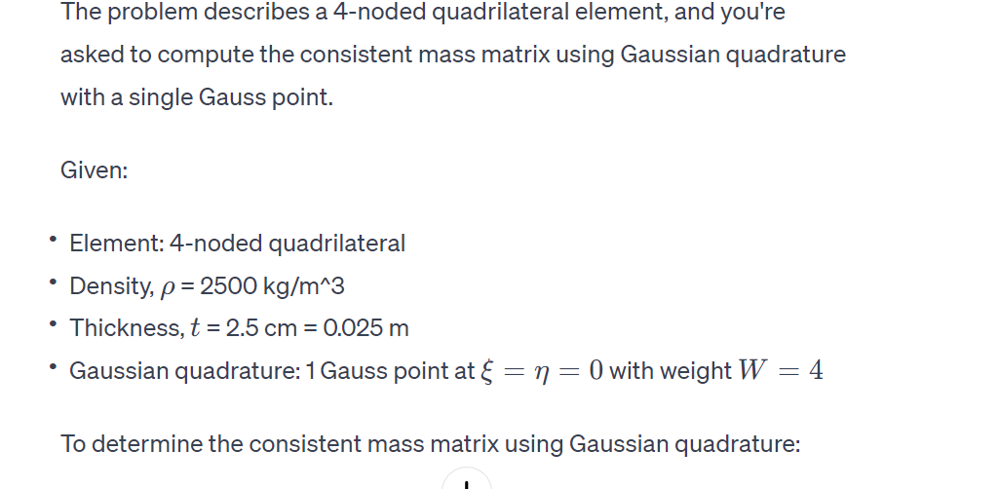 The problem describes a 4-noded quadrilateral element, and you're
asked to compute the consistent mass matrix using Gaussian quadrature
with a single Gauss point.
Given:
• Element: 4-noded quadrilateral
• Density, ρ = 2500 kg/m^3
• Thickness, t = 2.5 cm = 0.025 m
• Gaussian quadrature: 1 Gauss point at ξ = η = 0 with weight W = 4
To determine the consistent mass matrix using Gaussian quadrature: